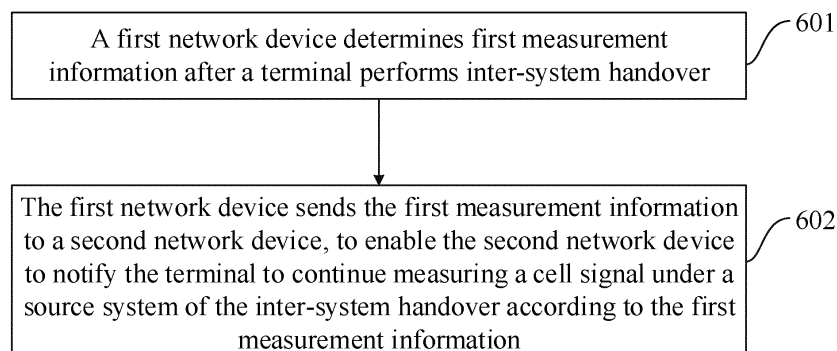 A first network device determines first measurement
information after a terminal performs inter-system handover
601
The first network device sends the first measurement information
to a second network device, to enable the second network device
to notify the terminal to continue measuring a cell signal under a
source system of the inter-system handover according to the first
measurement information
602